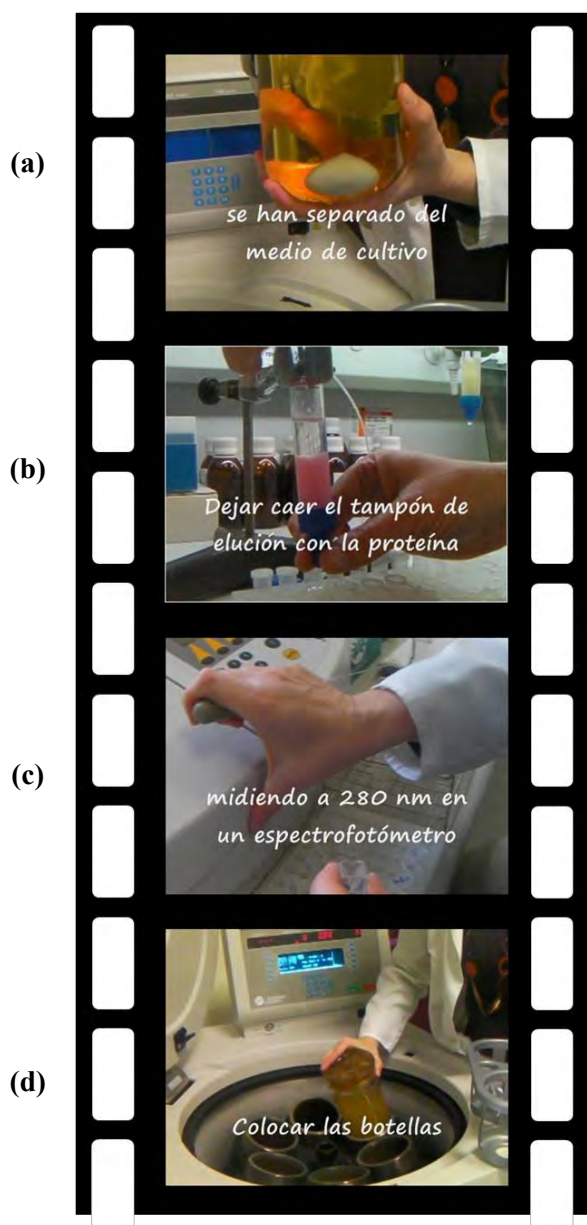 (a)
se han separado del
medio de cultivo
(b)
Dejar caer el tampón de
elución con la proteína
(c)
midiendo a 280 nm en
un espectrofotómetro
(d)
Colocar las botellas